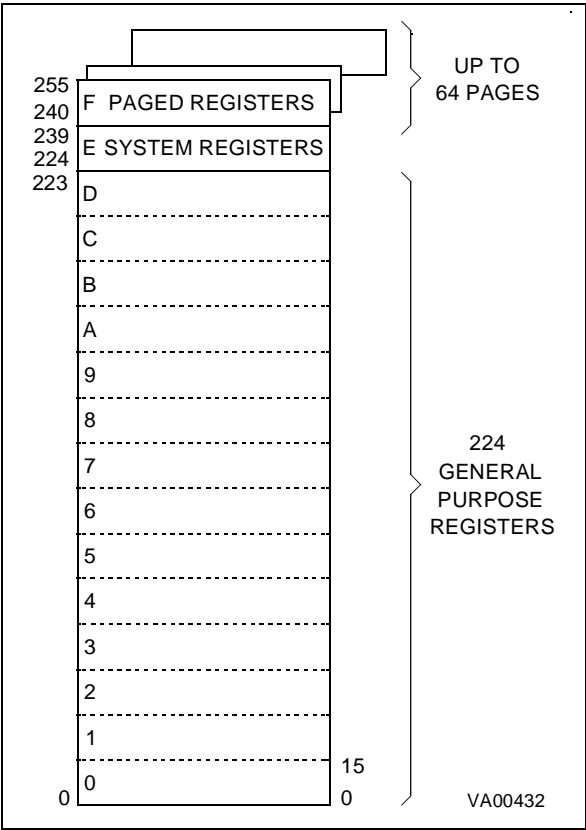 UP TO
64 PAGES
255
240
F PAGED REGISTERS
239
224
E SYSTEM REGISTERS
223
D
C
B
A
9
8
7
6
5
4
3
2
1
0
224
GENERAL
PURPOSE
REGISTERS
15
0
0
VA00432